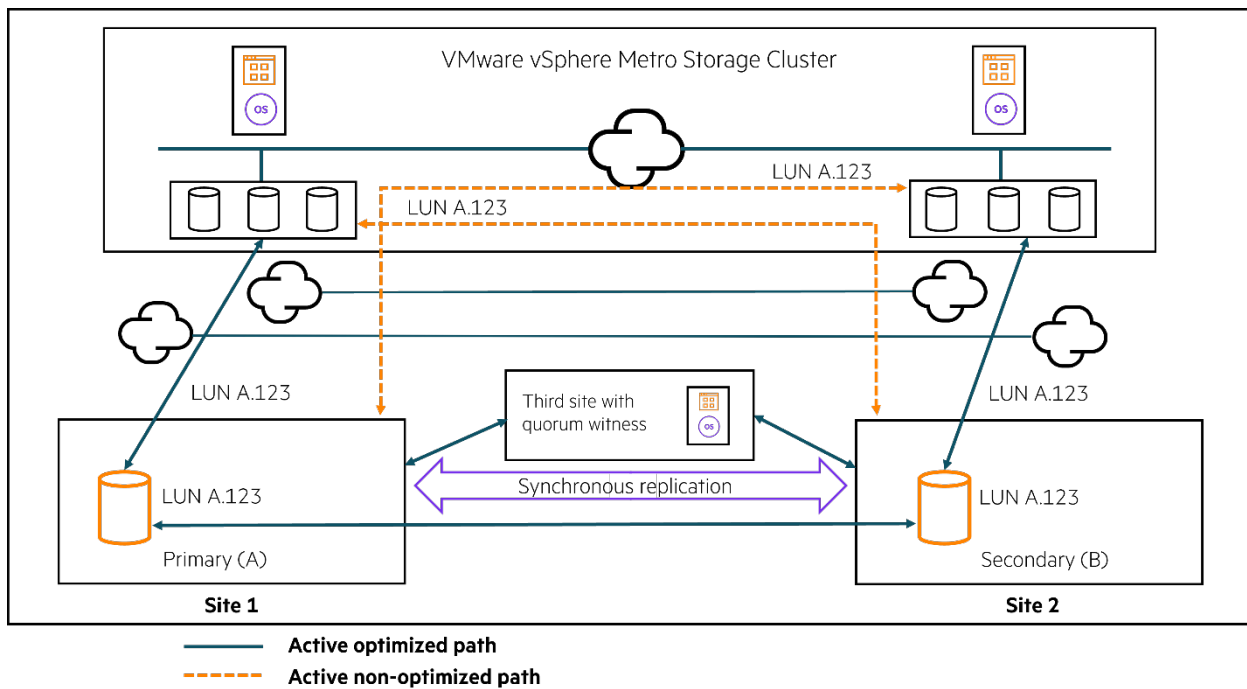 VMware vSphere Metro Storage Cluster
OS
OS
LUN A.123
LUN A.123
LUN A.123
LUN A.123
Third site with
quorum witness
OS
Synchronous replication
LUN A.123
Primary (A)
LUN A.123
Secondary (B)
Site 1
Site 2
Active optimized path
Active non-optimized path